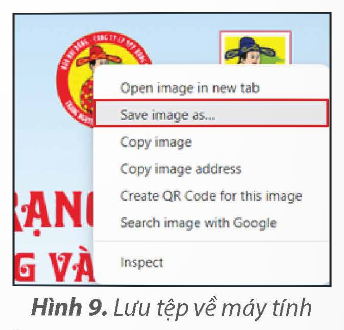 Open image in new tab
Save image as...
Copy image
Copy image address
Create QR Code for this image
Search image with Google
Inspect
RẠNG
G VÀ
Hình 9. Lưu tệp về máy tính